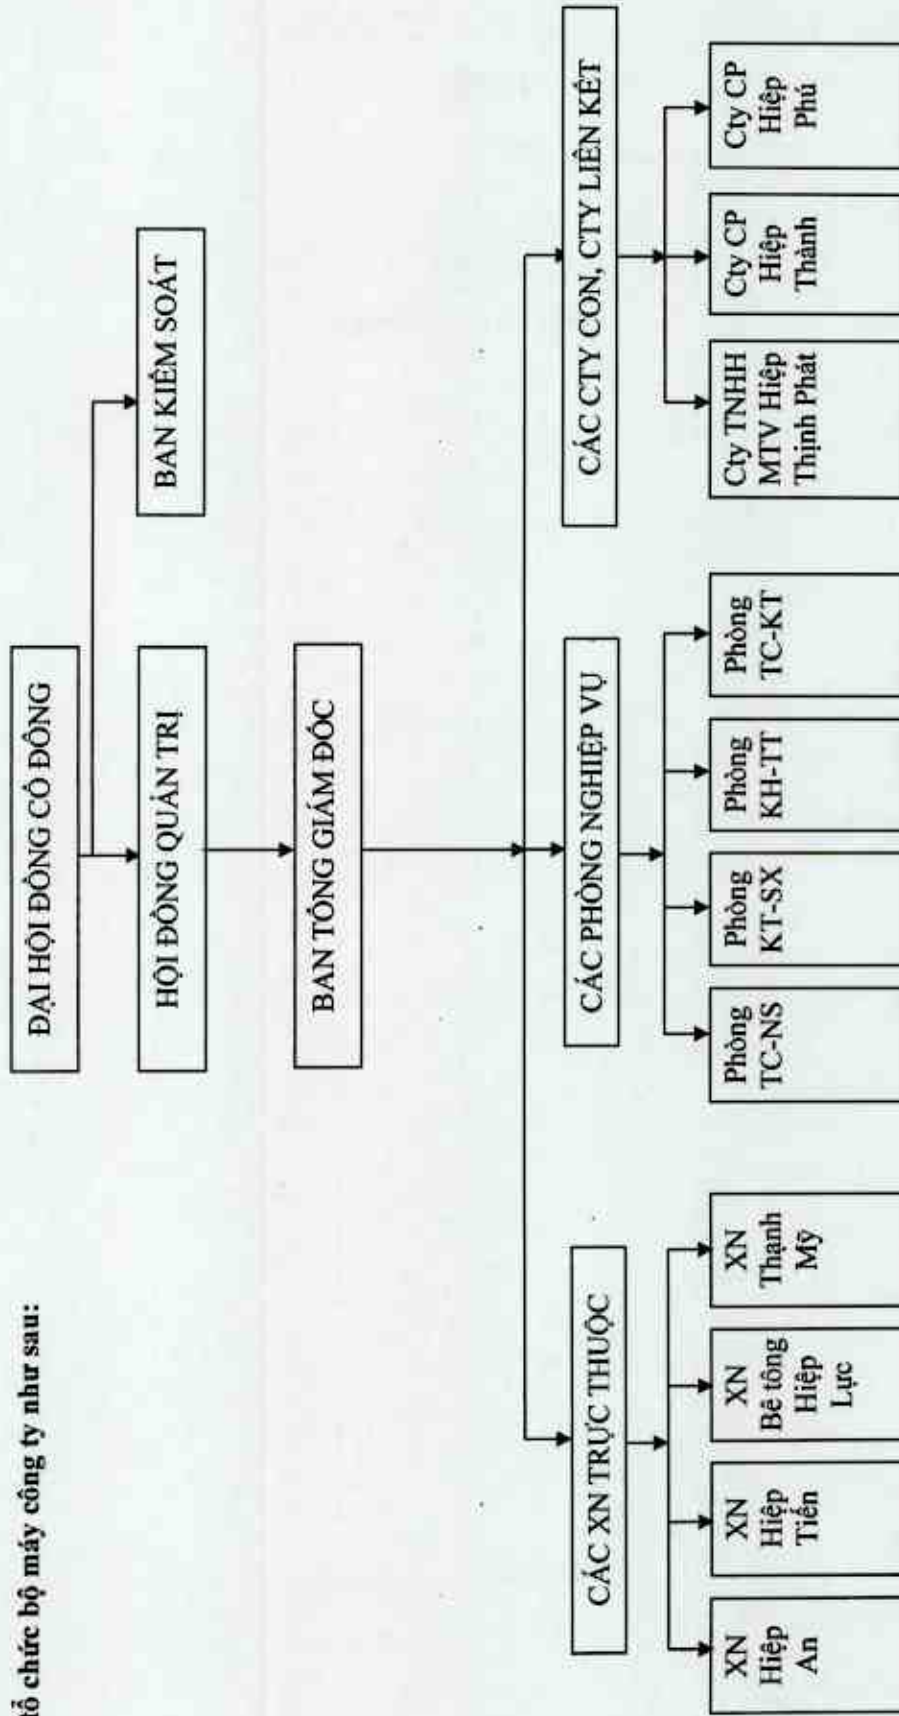 tổ chức bộ máy công ty như sau:
ĐẠI HỘI ĐỒNG CỔ ĐÔNG
HỘI ĐỒNG QUẢN TRỊ
BAN KIỂM SOÁT
BAN TỔNG GIÁM ĐỐC
CÁC XN TRỰC THUỘC
CÁC PHÒNG NGHIỆP VỤ
CÁC CTY CON, CTY LIÊN KẾT
XN
Hiệp
An
XN
Hiệp
Tiến
XN
Bê tông
Hiệp
Lực
XN
Thạnh
Mỹ
Phòng
TC-NS
Phòng
KT-SX
Phòng
KH-TT
Phòng
TC-KT
Cty TNHH
MTV Hiệp
Thịnh Phát
Cty CP
Hiệp
Thành
Cty CP
Hiệp
Phú